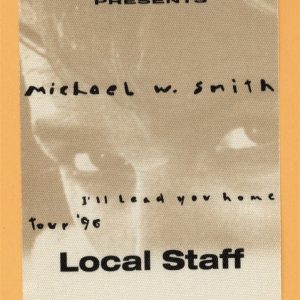 PRESENTS
michael w. smith
I'll lead you home
tour '96
Local Staff